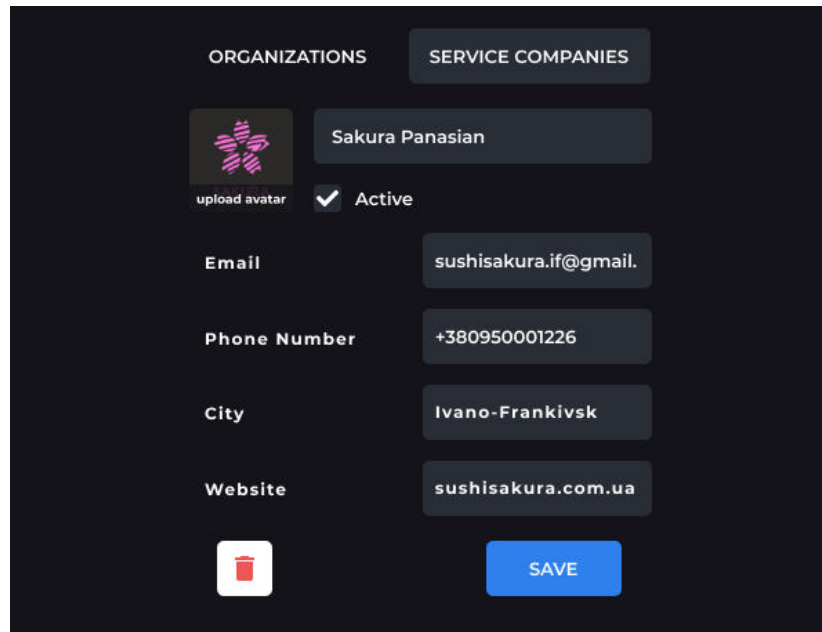 ORGANIZATIONS SERVICE COMPANIES
Sakura Panasian
SAKURA
upload avatar
Active
Email sushisakura.if@gmail.
Phone Number +380950001226
City Ivano-Frankivsk
Website sushisakura.com.ua
SAVE